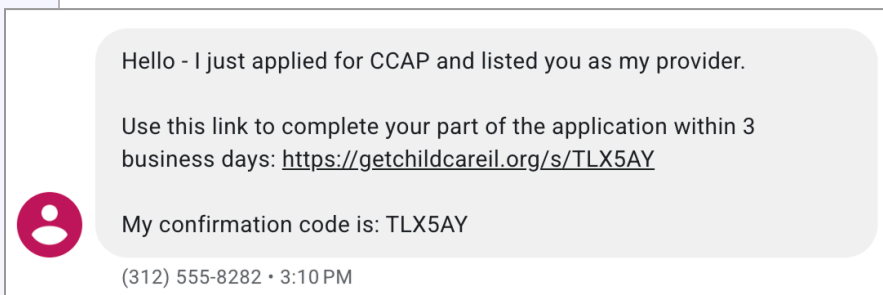 Hello - I just applied for CCAP and listed you as my provider.
Use this link to complete your part of the application within 3
business days: https://getchildcareil.org/s/TLX5AY
My confirmation code is: TLX5AY
(312) 555-8282 • 3:10 PM